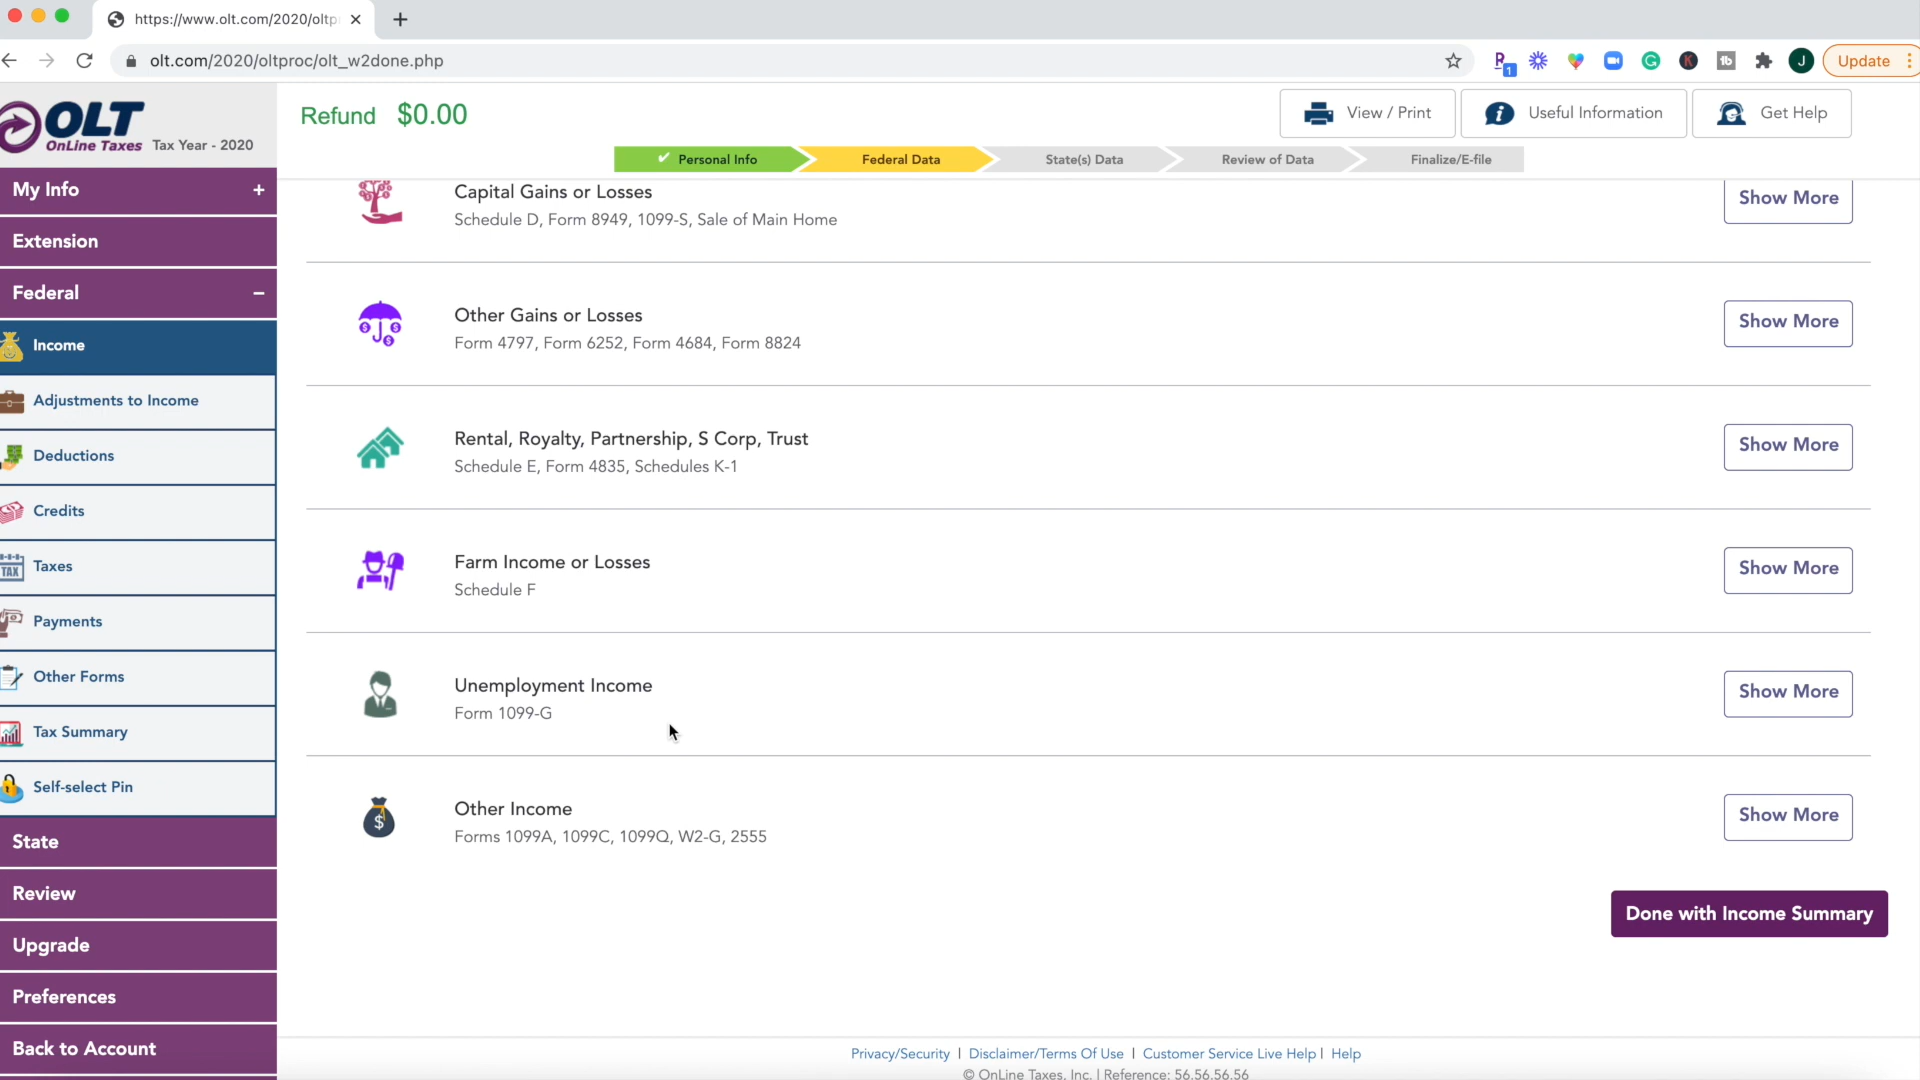 https://www.olt.com/2020/oltp
olt.com/2020/oltproc/olt_w2done.php
1
J
Update
OLT
OnLine Taxes
Tax Year - 2020
Refund $0.00
View / Print
Useful Information
Get Help
Personal Info
Federal Data
State(s) Data
Review of Data
Finalize/E-file
My Info +
Extension
Federal −
Income
Adjustments to Income
Deductions
Credits
TAX
Taxes
Payments
Other Forms
Tax Summary
Self-select Pin
State
Review
Upgrade
Preferences
Back to Account
Capital Gains or Losses
Schedule D, Form 8949, 1099-S, Sale of Main Home
Show More
Other Gains or Losses
Form 4797, Form 6252, Form 4684, Form 8824
Show More
Rental, Royalty, Partnership, S Corp, Trust
Schedule E, Form 4835, Schedules K-1
Show More
Farm Income or Losses
Schedule F
Show More
Unemployment Income
Form 1099-G
Show More
Other Income
Forms 1099A, 1099C, 1099Q, W2-G, 2555
Show More
Done with Income Summary
Privacy/Security | Disclaimer/Terms Of Use | Customer Service Live Help | Help
© OnLine Taxes, Inc. | Reference: 56.56.56.56